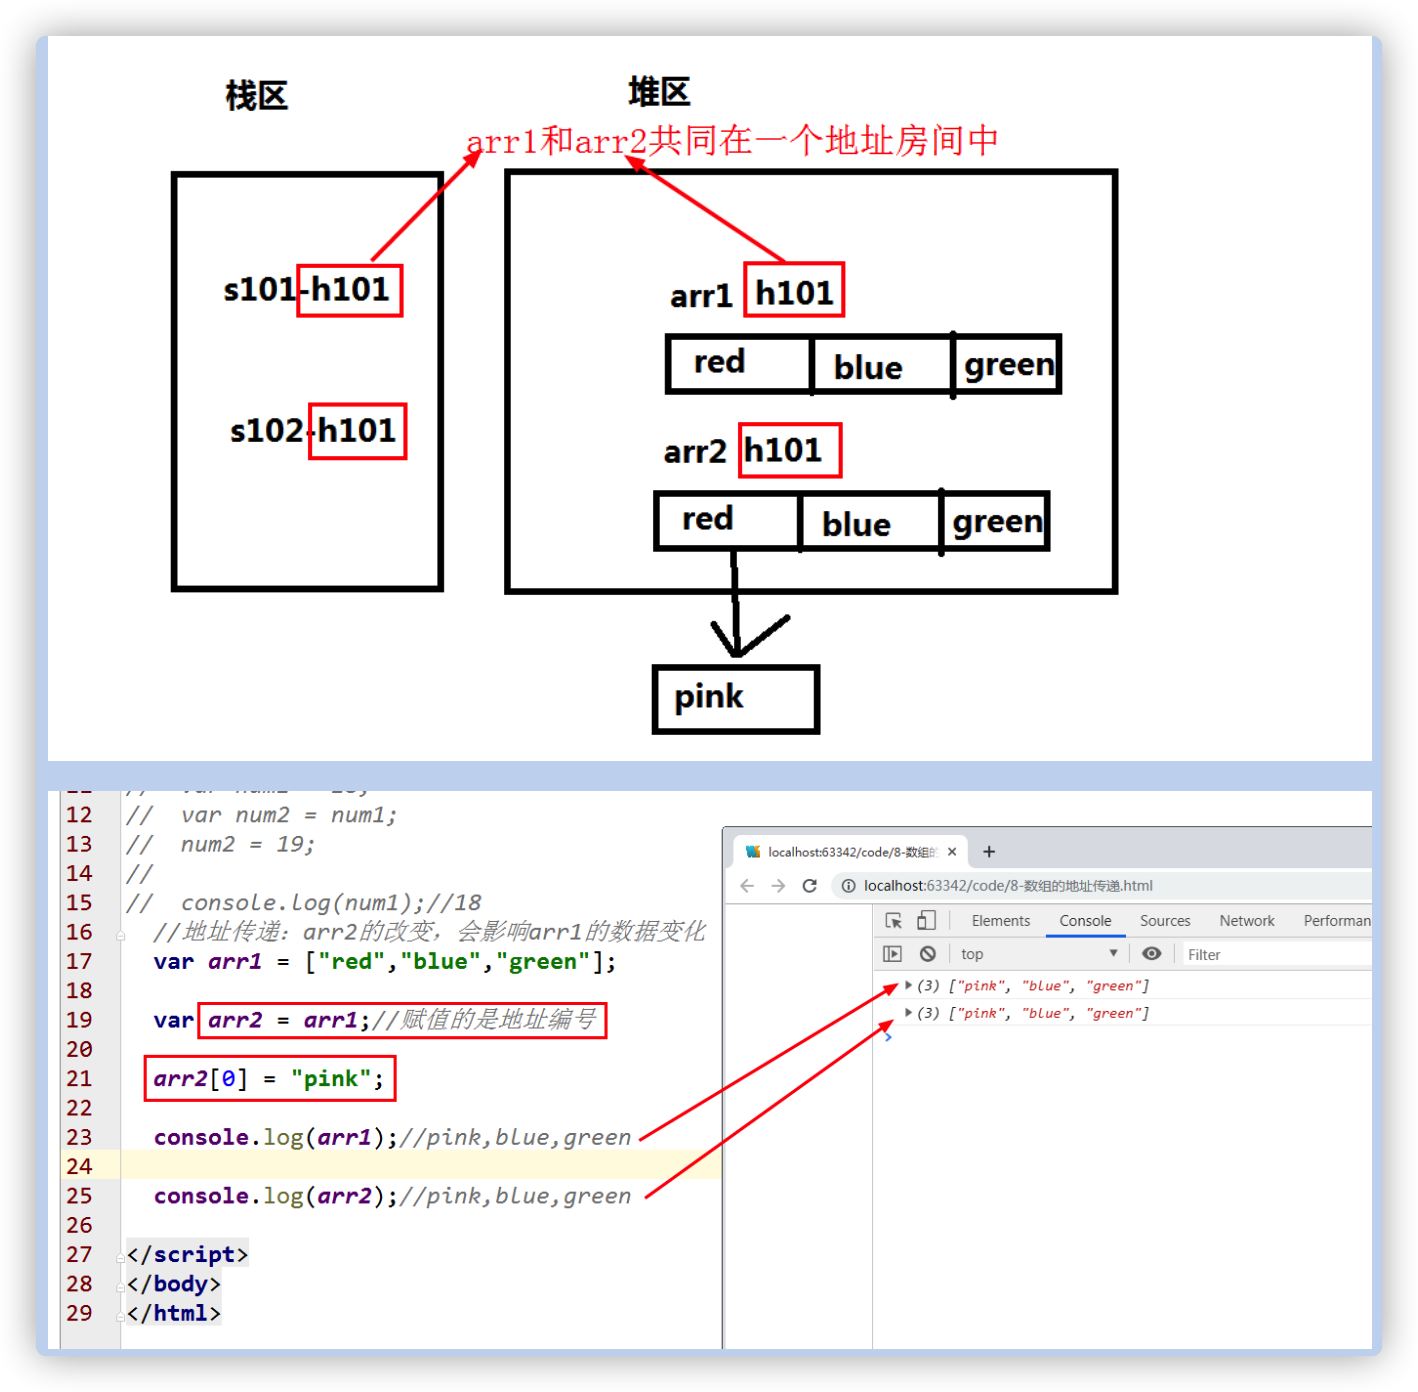 栈区
堆区
arr1和arr2共同在一个地址房间中
s101-h101
arr1 h101
red blue green
s102-h101
arr2 h101
red blue green
pink
12 // var num2 = num1;
13 // num2 = 19;
14 //
15 // console.log(num1);//18
16 //地址传递：arr2的改变，会影响arr1的数据变化
17 var arr1 = ["red","blue","green"];
18
19 var arr2 = arr1;//赋值的是地址编号
20
21 arr2[0] = "pink";
22
23 console.log(arr1);//pink,blue,green
24
25 console.log(arr2);//pink,blue,green
26
27 </script>
28 </body>
29 </html>
localhost:63342/code/8-数组的
localhost:63342/code/8-数组的地址传递.html
Elements Console Sources Network Performan
top Filter
(3) ["pink", "blue", "green"]
(3) ["pink", "blue", "green"]